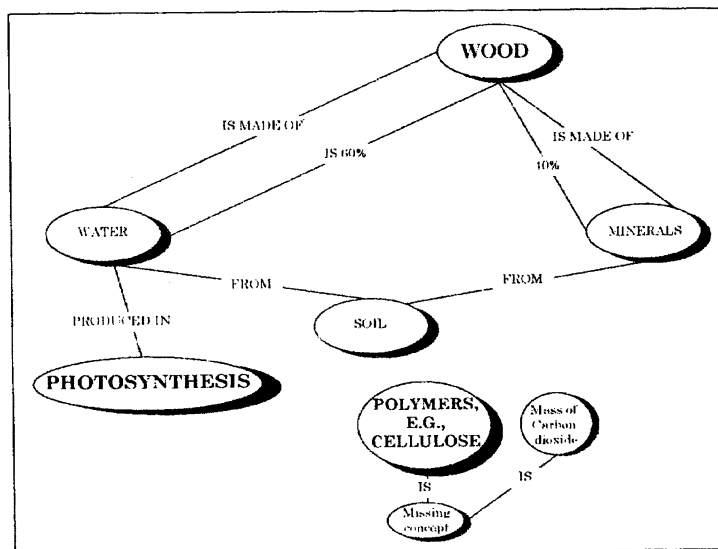 WOOD
IS MADE OF
IS MADE OF
IS 60%
40%
WATER
MINERALS
FROM
FROM
PRODUCED IN
SOIL
PHOTOSYNTHESIS
POLYMERS,
E.G.,
CELLULOSE
Mass of
Carbon
dioxide
IS
IS
Missing
concept